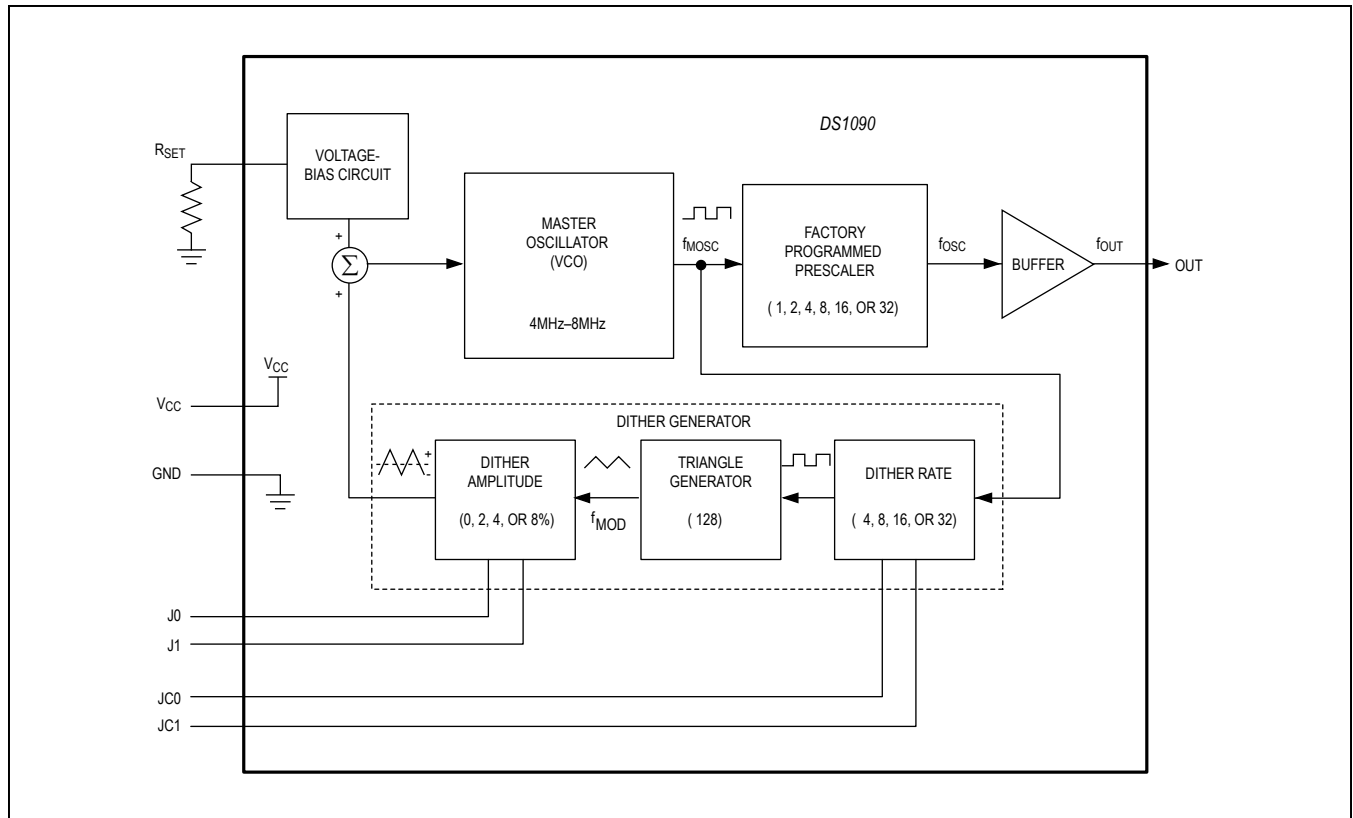 DS1090
RSET
VOLTAGE-
BIAS CIRCUIT
+
Σ
+
MASTER
OSCILLATOR
(VCO)
4MHz–8MHz
fMOSC
FACTORY
PROGRAMMED
PRESCALER
( 1, 2, 4, 8, 16, OR 32)
fOSC
BUFFER
fOUT
OUT
VCC
VCC
GND
DITHER GENERATOR
+
-
DITHER
AMPLITUDE
(0, 2, 4, OR 8%)
fMOD
TRIANGLE
GENERATOR
( 128)
DITHER RATE
( 4, 8, 16, OR 32)
J0
J1
JC0
JC1